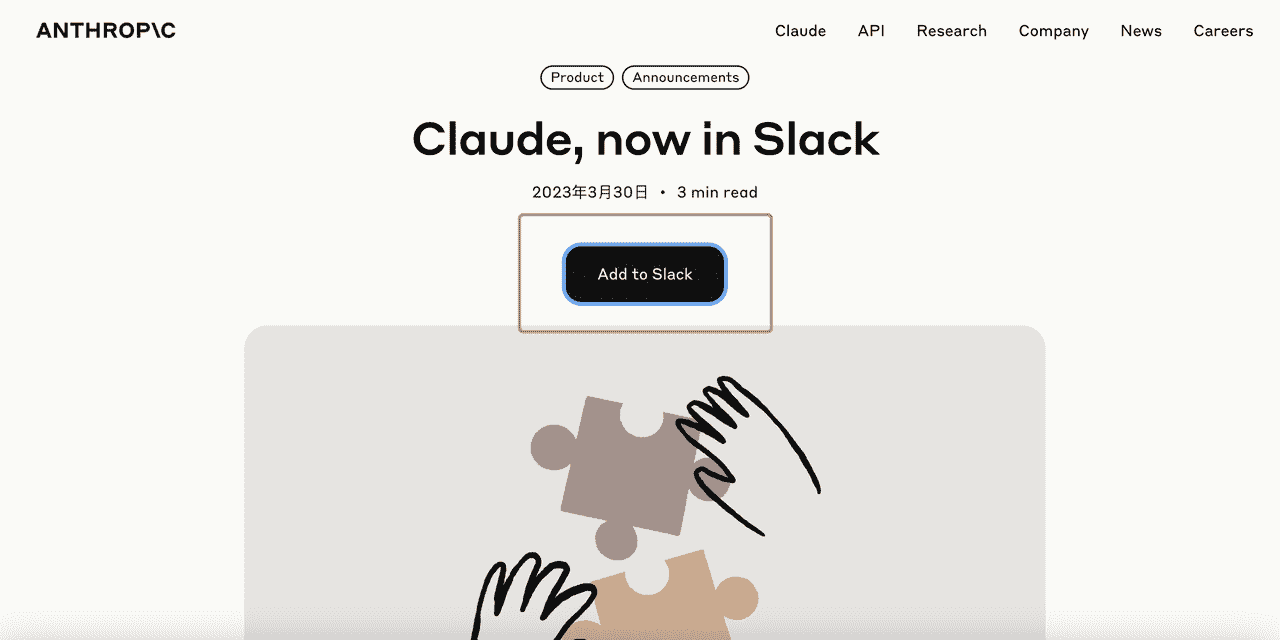 ANTHROP\C
Claude API Research Company News Careers
Product Announcements
Claude, now in Slack
2023年3月30日 • 3 min read
Add to Slack